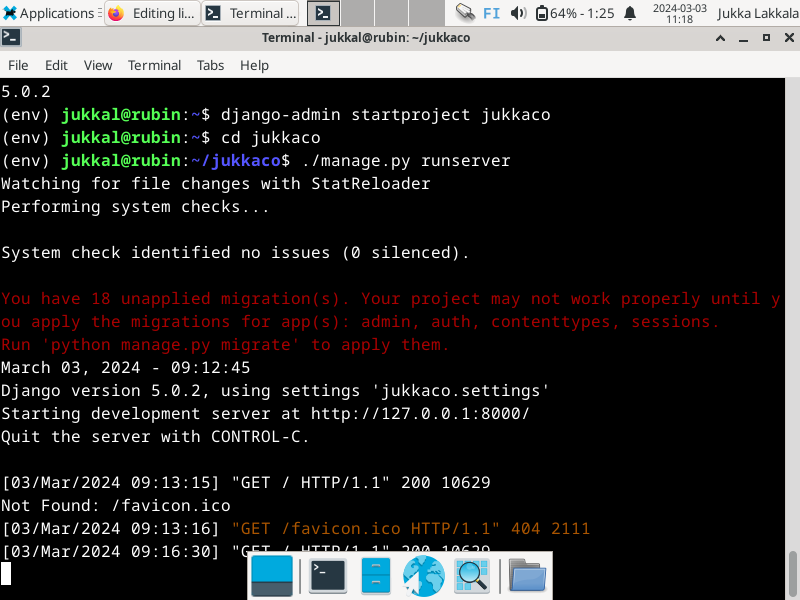 Applications
Editing li...
Terminal ...
FI
64% - 1:25
2024-03-03
11:18
Jukka Lakkala
Terminal - jukkal@rubin: ~/jukkaco
File Edit View Terminal Tabs Help
5.0.2
(env) jukkal@rubin:~$ django-admin startproject jukkaco
(env) jukkal@rubin:~$ cd jukkaco
(env) jukkal@rubin:~/jukkaco$ ./manage.py runserver
Watching for file changes with StatReloader
Performing system checks...
System check identified no issues (0 silenced).
You have 18 unapplied migration(s). Your project may not work properly until y
ou apply the migrations for app(s): admin, auth, contenttypes, sessions.
Run 'python manage.py migrate' to apply them.
March 03, 2024 - 09:12:45
Django version 5.0.2, using settings 'jukkaco.settings'
Starting development server at http://127.0.0.1:8000/
Quit the server with CONTROL-C.
[03/Mar/2024 09:13:15] "GET / HTTP/1.1" 200 10629
Not Found: /favicon.ico
[03/Mar/2024 09:13:16] "GET /favicon.ico HTTP/1.1" 404 2111
[03/Mar/2024 09:16:30] "GET / HTTP/1.1" 200 10629